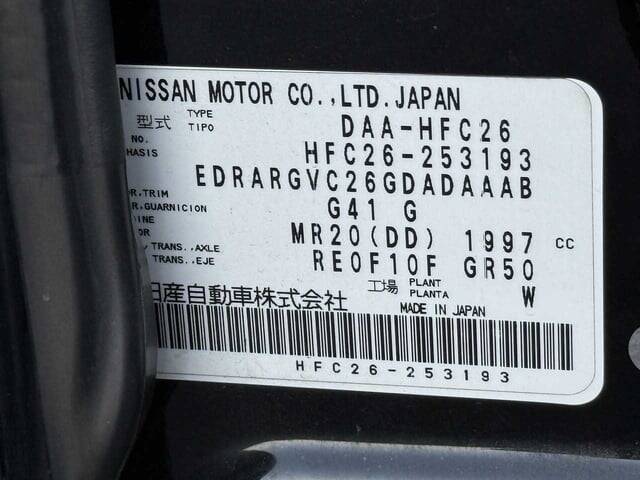 NISSAN MOTOR CO.,LTD.JAPAN
型式 TYPE TIPO DAA-HFC26
NO. HASIS HFC26-253193
EDRARGVC26GDADAAAB
R.TRIM R.GUARNICION G41 G
INE OR MR20(DD) 1997 CC
TRANS.,AXLE TRANS.,EJE RE0F10F GR50
工場 PLANT PLANTA W
日産自動車株式会社 MADE IN JAPAN
HFC26-253193